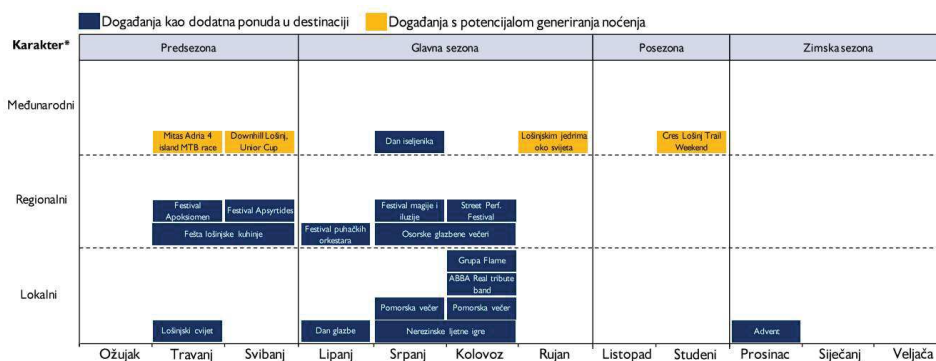 Događanja kao dodatna ponuda u destinaciji
Događanja s potencijalom generiranja noćenja
Karakter*
Predsezona
Glavna sezona
Posezona
Zimska sezona
Međunarodni
Mitas Adria 4
island MTB race
Downhill Lošinj,
Unior Cup
Dan iseljenika
Lošinjskim jedrima
oko svijeta
Cres Lošinj Trail
Weekend
Regionalni
Festival
Apoksiomen
Festival Apsyrtides
Festival magije i
iluzije
Street Perf.
Festival
Fešta lošinjske kuhinje
Festival puhačkih
orkestara
Osorske glazbene večeri
Lokalni
Grupa Flame
ABBA Real tribute
band
Pomorska večer
Pomorska večer
Lošinjski cvijet
Dan glazbe
Nerezinske ljetne igre
Advent
Ožujak
Travanj
Svibanj
Lipanj
Srpanj
Kolovoz
Rujan
Listopad
Studeni
Prosinac
Siječanj
Veljača